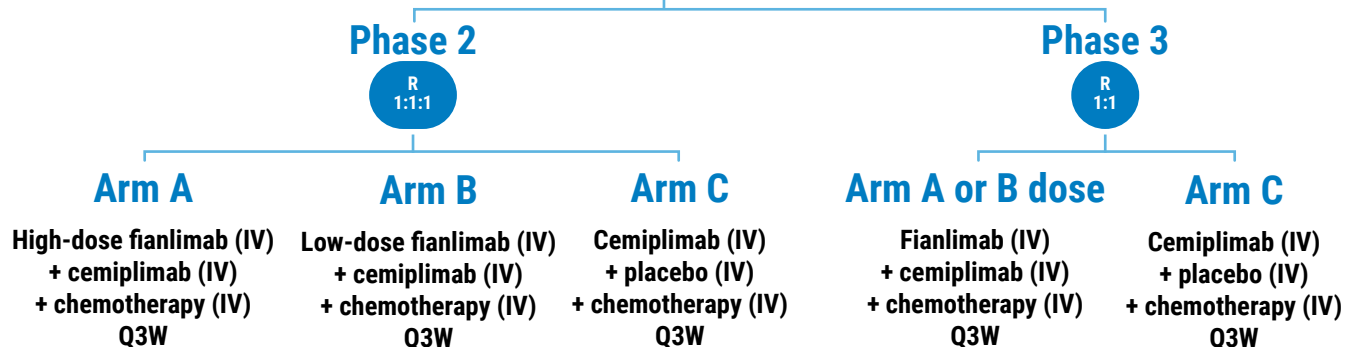 Phase 2
R
1:1:1
Arm A
High-dose fianlimab (IV)
+ cemiplimab (IV)
+ chemotherapy (IV)
Q3W
Arm B
Low-dose fianlimab (IV)
+ cemiplimab (IV)
+ chemotherapy (IV)
Q3W
Arm C
Cemiplimab (IV)
+ placebo (IV)
+ chemotherapy (IV)
Q3W
Phase 3
R
1:1
Arm A or B dose
Fianlimab (IV)
+ cemiplimab (IV)
+ chemotherapy (IV)
Q3W
Arm C
Cemiplimab (IV)
+ placebo (IV)
+ chemotherapy (IV)
Q3W